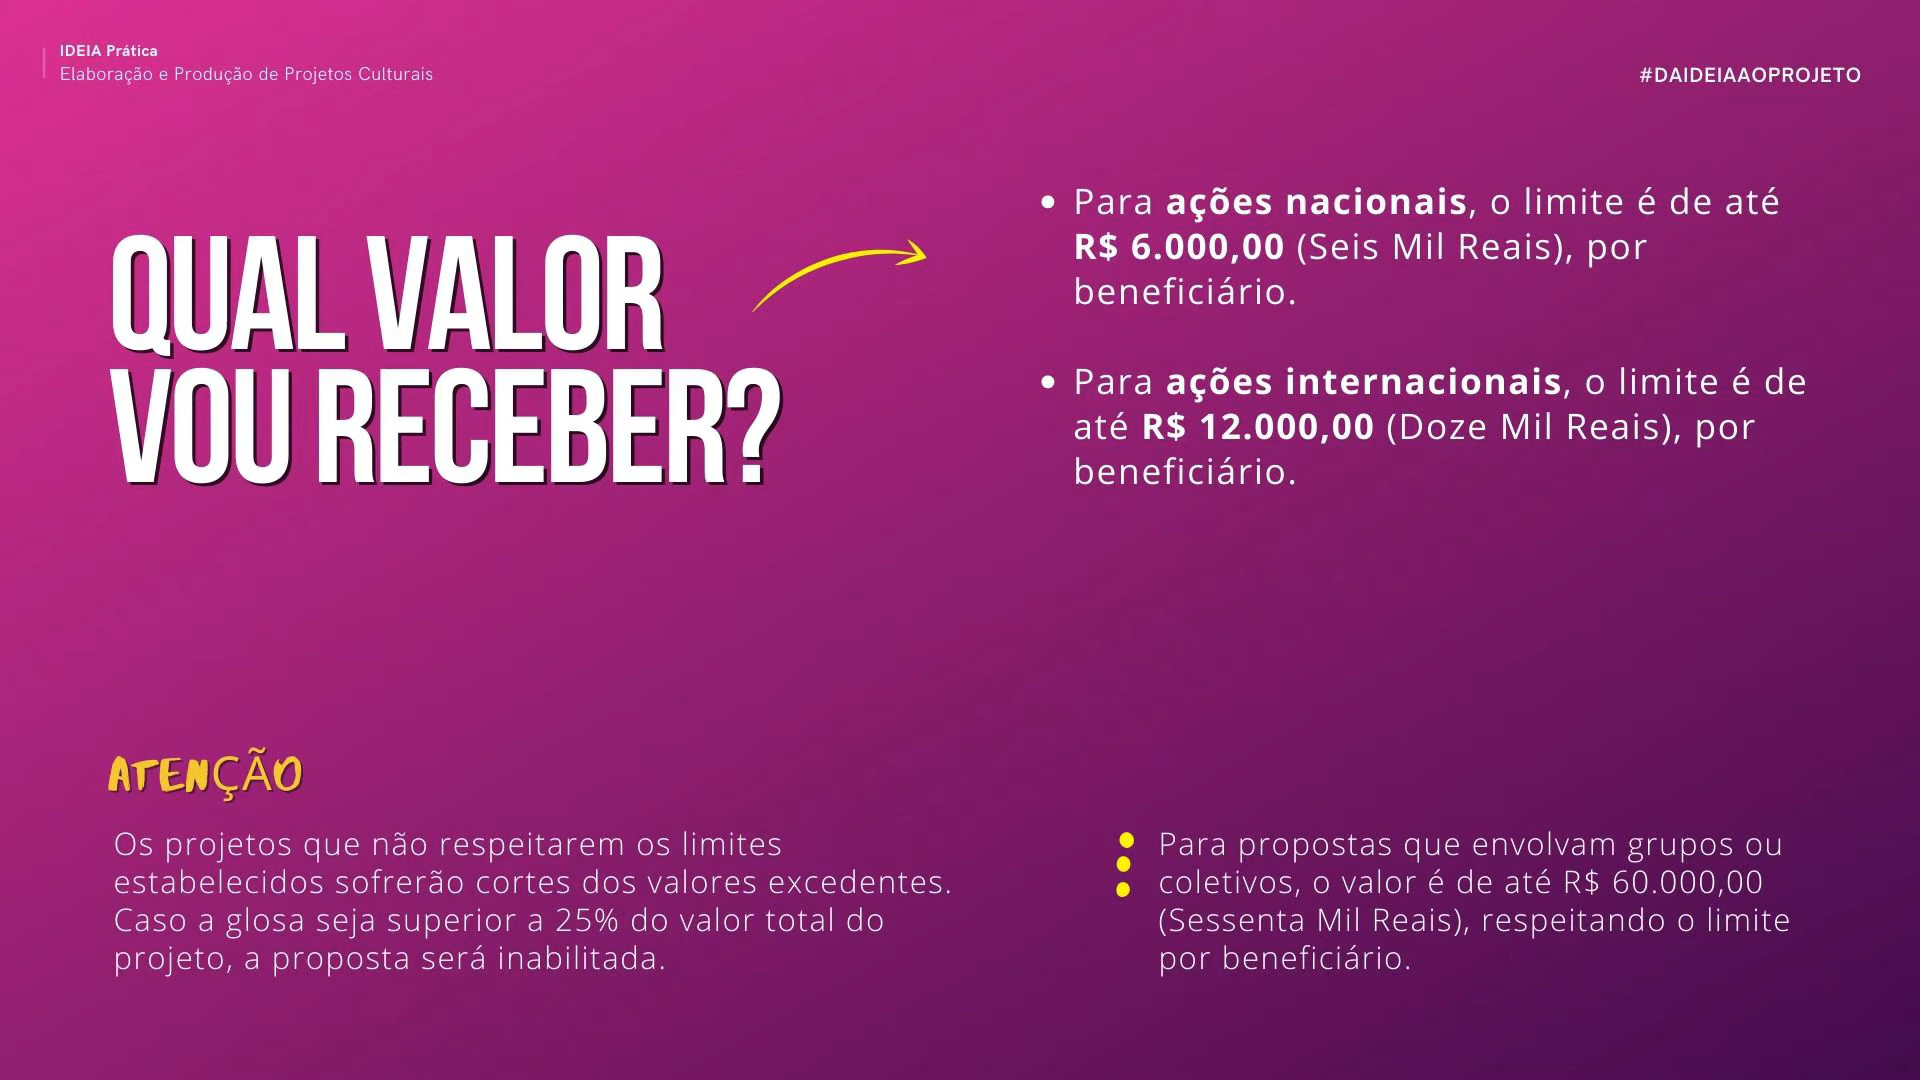 IDEIA Prática
Elaboração e Produção de Projetos Culturais
#DAIDEIAAOPROJETO
QUAL VALOR
VOU RECEBER?
• Para ações nacionais, o limite é de até
R$ 6.000,00 (Seis Mil Reais), por
beneficiário.
• Para ações internacionais, o limite é de
até R$ 12.000,00 (Doze Mil Reais), por
beneficiário.
ATENÇÃO
Os projetos que não respeitarem os limites
estabelecidos sofrerão cortes dos valores excedentes.
Caso a glosa seja superior a 25% do valor total do
projeto, a proposta será inabilitada.
Para propostas que envolvam grupos ou
coletivos, o valor é de até R$ 60.000,00
(Sessenta Mil Reais), respeitando o limite
por beneficiário.